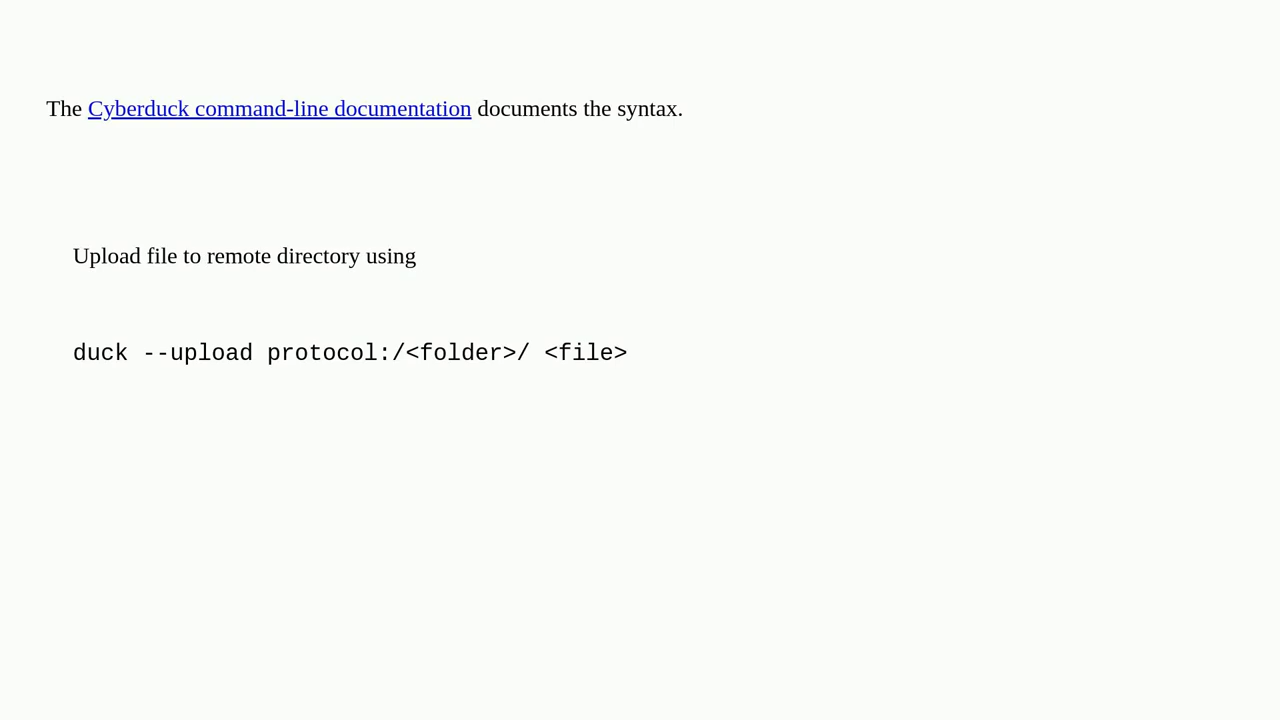 The Cyberduck command-line documentation documents the syntax.
Upload file to remote directory using
duck --upload protocol:/<folder>/ <file>